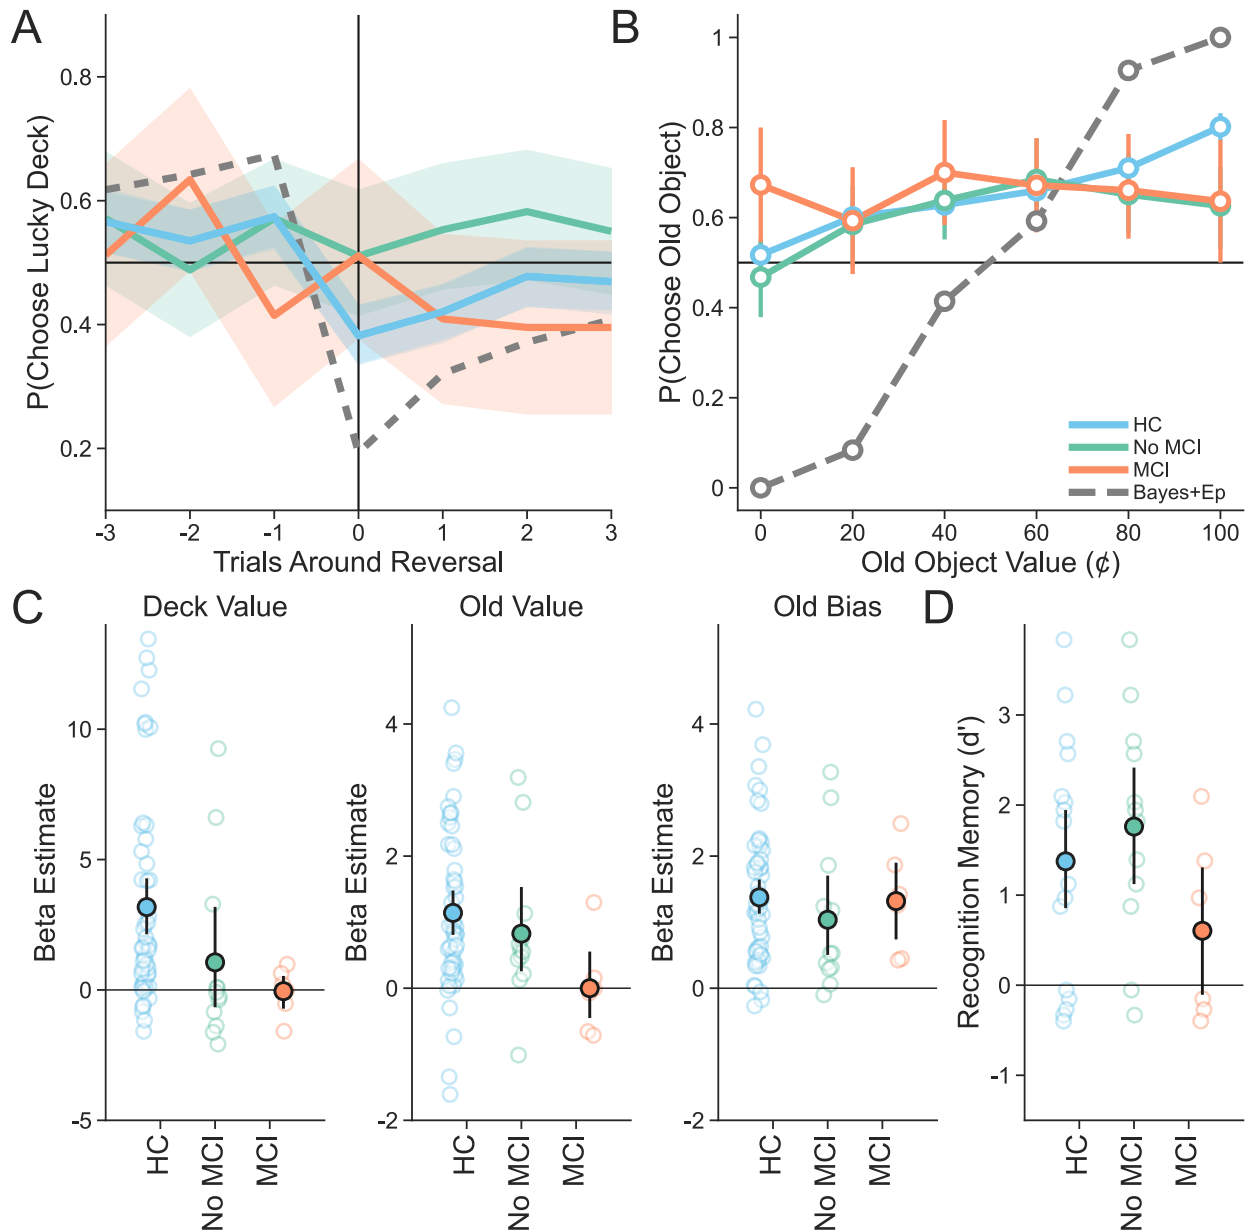 A
P(Choose Lucky Deck)
0.8
0.6
0.4
0.2
-3
-2
-1
0
1
2
3
Trials Around Reversal
B
P(Choose Old Object)
1
0.8
0.6
0.4
0.2
0
HC
No MCI
MCI
Bayes+Ep
0
20
40
60
80
100
Old Object Value (¢)
C
Deck Value
Beta Estimate
10
5
0
-5
HC
No MCI
MCI
Old Value
Beta Estimate
4
2
0
-2
HC
No MCI
MCI
Old Bias
Beta Estimate
4
2
0
-2
HC
No MCI
MCI
D
Recognition Memory (d')
3
2
1
0
-1
HC
No MCI
MCI